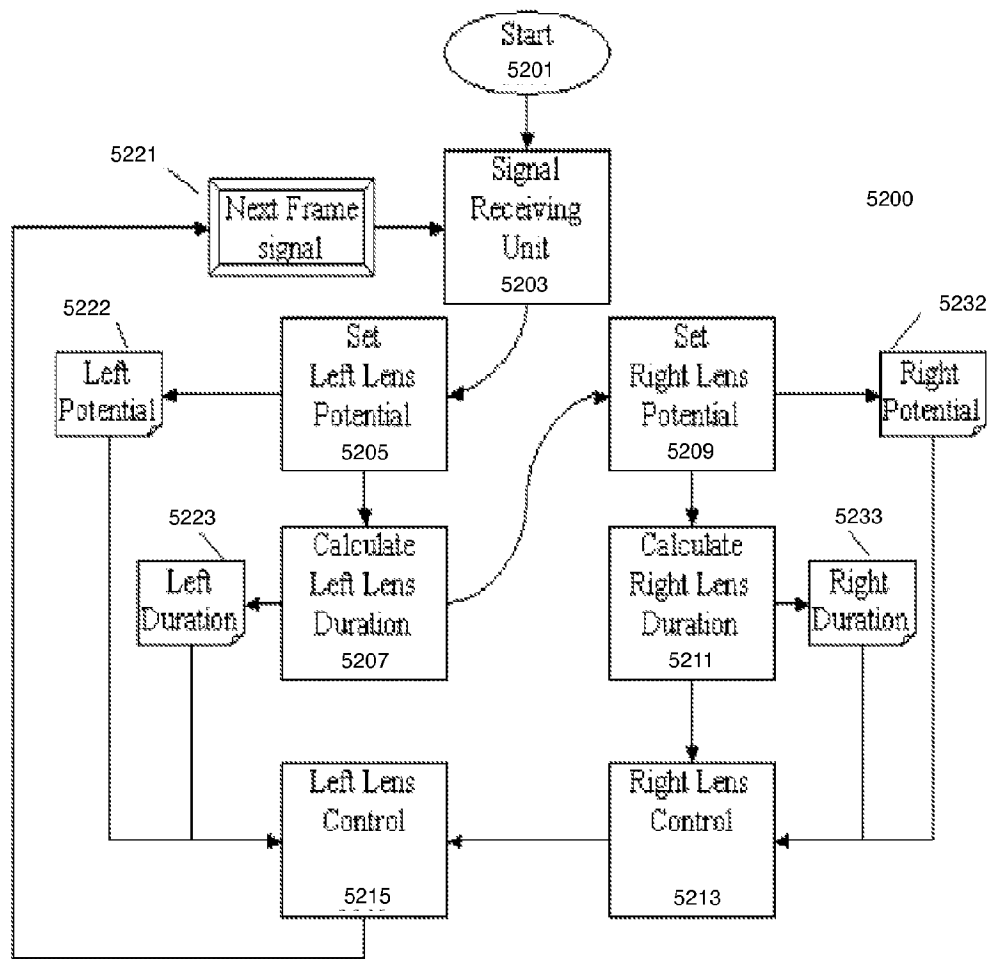 Start
5201
5221
Next Frame
signal
Signal
Receiving
Unit
5203
5200
5222
Left
Potential
Set
Left Lens
Potential
5205
Set
Right Lens
Potential
5209
5232
Right
Potential
5223
Left
Duration
Calculate
Left Lens
Duration
5207
Calculate
Right Lens
Duration
5211
5233
Right
Duration
Left Lens
Control
5215
Right Lens
Control
5213